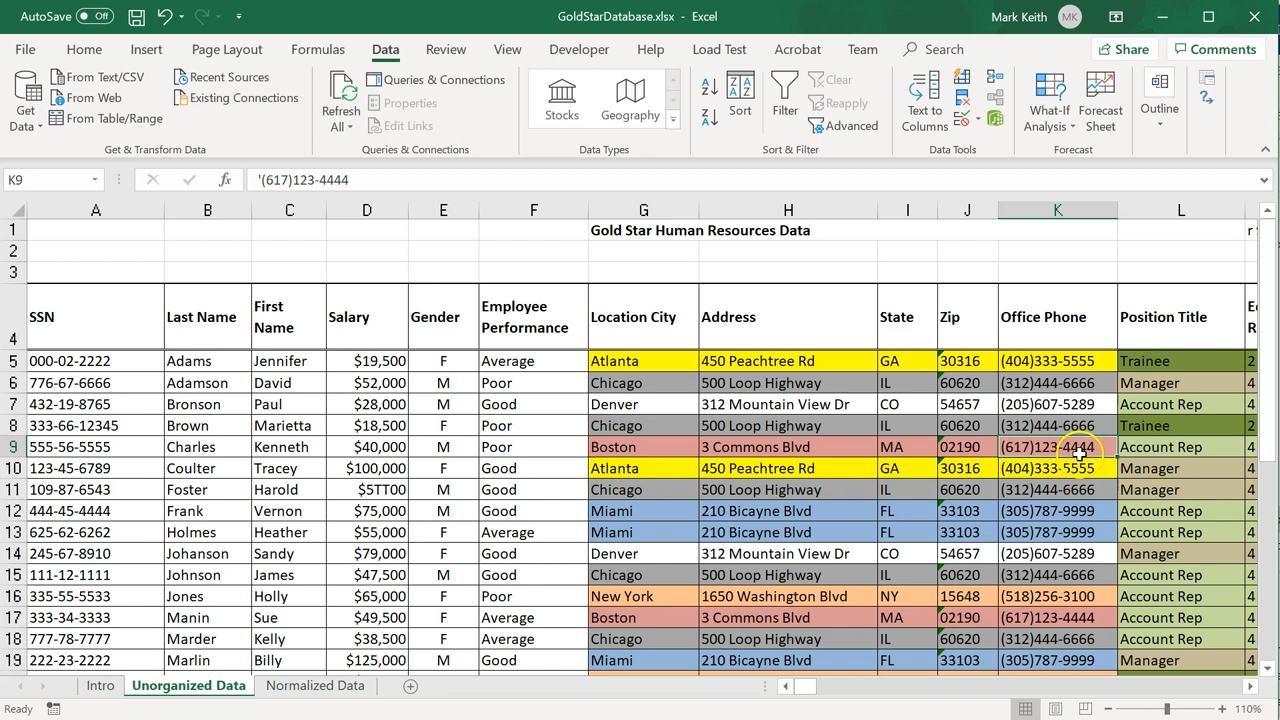 AutoSave Off GoldStarDatabase.xlsx - Excel Mark Keith MK
File Home Insert Page Layout Formulas Data Review View Developer Help Load Test Acrobat Team Search Share Comments
Get Data From Text/CSV From Web From Table/Range Recent Sources Existing Connections
Refresh All Queries & Connections Properties Edit Links
Stocks Geography
Sort Filter Clear Reapply Advanced
Text to Columns
What-If Analysis Forecast Sheet Outline
Get & Transform Data Queries & Connections Data Types Sort & Filter Data Tools Forecast
K9 fx '(617)123-4444
A B C D E F G H I J K L
1 Gold Star Human Resources Data r
2
3
4 SSN Last Name First Name Salary Gender Employee Performance Location City Address State Zip Office Phone Position Title
5 000-02-2222 Adams Jennifer $19,500 F Average Atlanta 450 Peachtree Rd GA 30316 (404)333-5555 Trainee 2
6 776-67-6666 Adamson David $52,000 M Poor Chicago 500 Loop Highway IL 60620 (312)444-6666 Manager 4
7 432-19-8765 Bronson Paul $28,000 M Good Denver 312 Mountain View Dr CO 54657 (205)607-5289 Account Rep 4
8 333-66-12345 Brown Marietta $18,500 F Good Chicago 500 Loop Highway IL 60620 (312)444-6666 Trainee 2
9 555-56-5555 Charles Kenneth $40,000 M Poor Boston 3 Commons Blvd MA 02190 (617)123-4444 Account Rep 4
10 123-45-6789 Coulter Tracey $100,000 F Good Atlanta 450 Peachtree Rd GA 30316 (404)333-5555 Manager 4
11 109-87-6543 Foster Harold $5TT00 M Good Chicago 500 Loop Highway IL 60620 (312)444-6666 Manager 4
12 444-45-4444 Frank Vernon $75,000 M Good Miami 210 Bicayne Blvd FL 33103 (305)787-9999 Account Rep 4
13 625-62-6262 Holmes Heather $55,000 F Average Miami 210 Bicayne Blvd FL 33103 (305)787-9999 Account Rep 4
14 245-67-8910 Johanson Sandy $79,000 F Good Denver 312 Mountain View Dr CO 54657 (205)607-5289 Manager 4
15 111-12-1111 Johnson James $47,500 M Good Chicago 500 Loop Highway IL 60620 (312)444-6666 Account Rep 4
16 335-55-5533 Jones Holly $65,000 F Poor New York 1650 Washington Blvd NY 15648 (518)256-3100 Account Rep 4
17 333-34-3333 Manin Sue $49,500 F Average Boston 3 Commons Blvd MA 02190 (617)123-4444 Account Rep 4
18 777-78-7777 Marder Kelly $38,500 F Average Chicago 500 Loop Highway IL 60620 (312)444-6666 Account Rep 4
19 222-23-2222 Marlin Billy $125,000 M Good Miami 210 Bicayne Blvd FL 33103 (305)787-9999 Manager 4
Intro Unorganized Data Normalized Data
Ready 110%